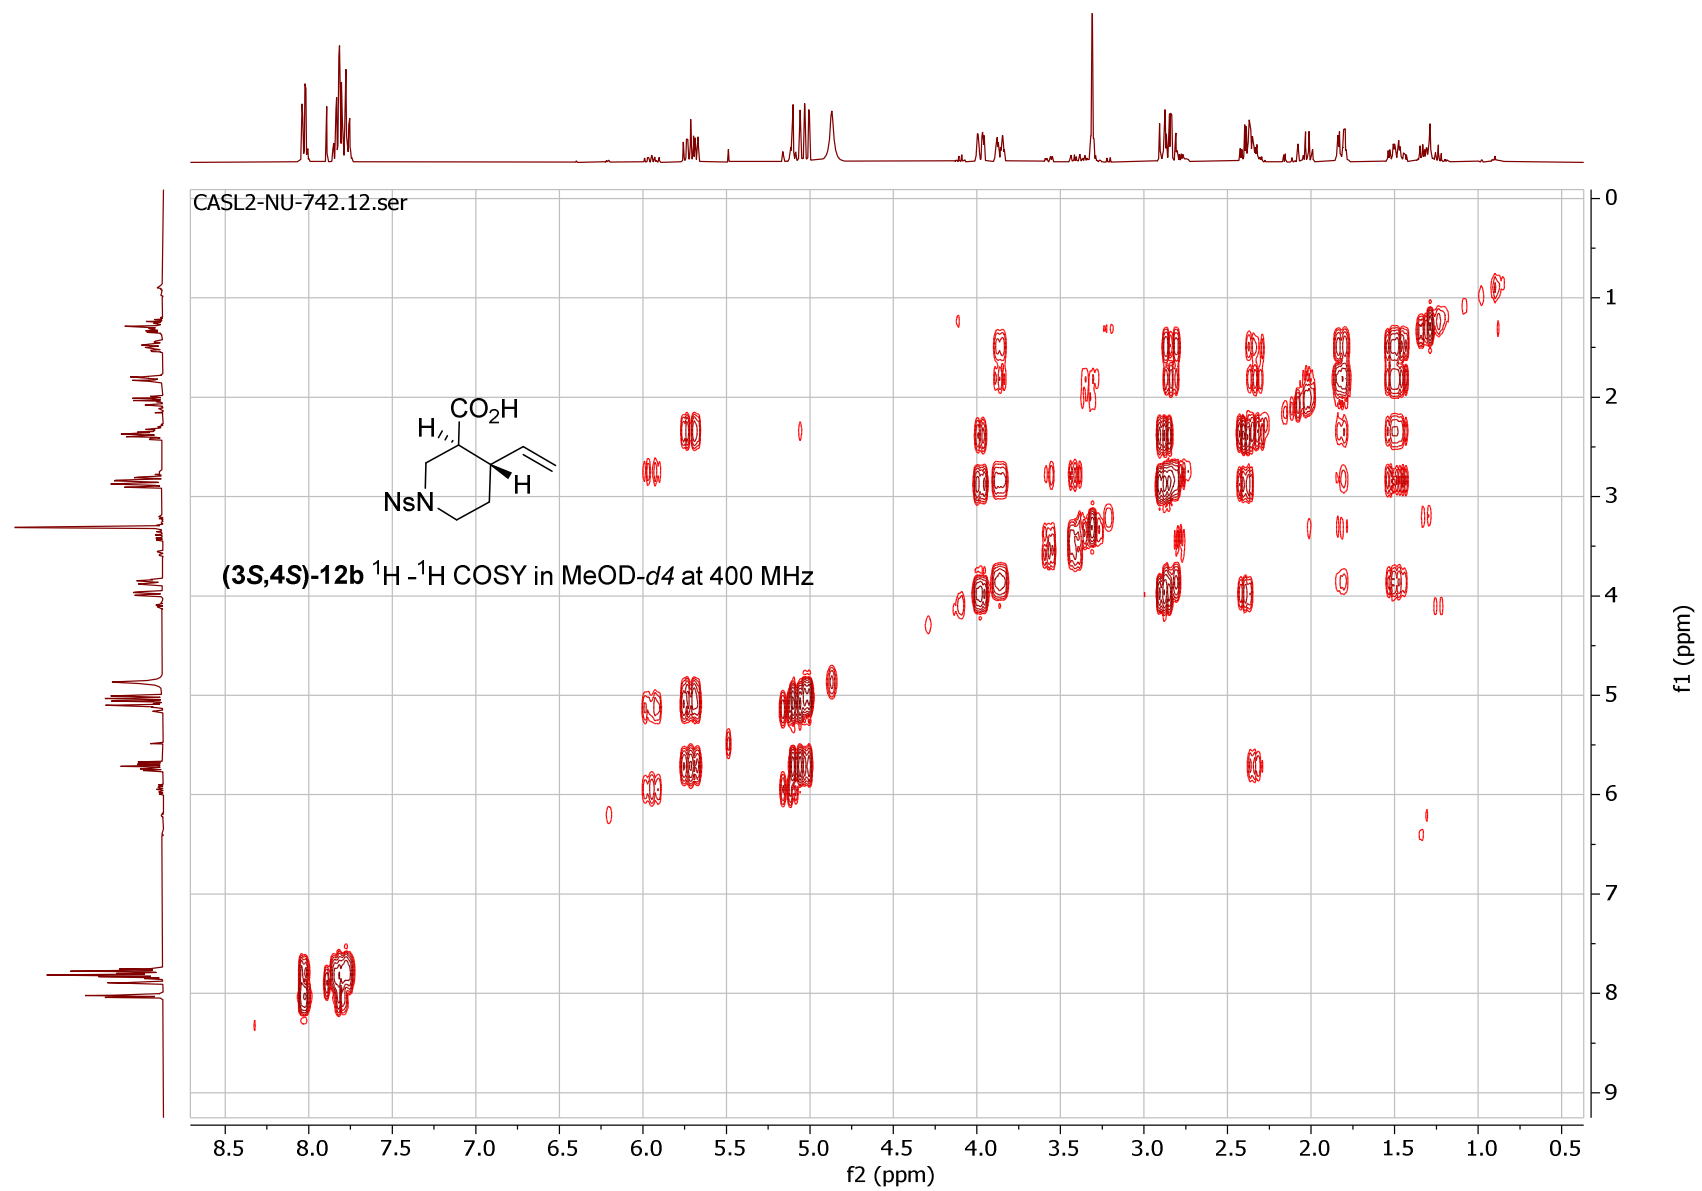 CASL2-NU-742.12.ser
CO2H
H
H
NsN
(3S,4S)-12b 1H -1H COSY in MeOD-d4 at 400 MHz
0
1
2
3
4
5
6
7
8
9
f1 (ppm)
8.5 8.0 7.5 7.0 6.5 6.0 5.5 5.0 4.5 4.0 3.5 3.0 2.5 2.0 1.5 1.0 0.5
f2 (ppm)